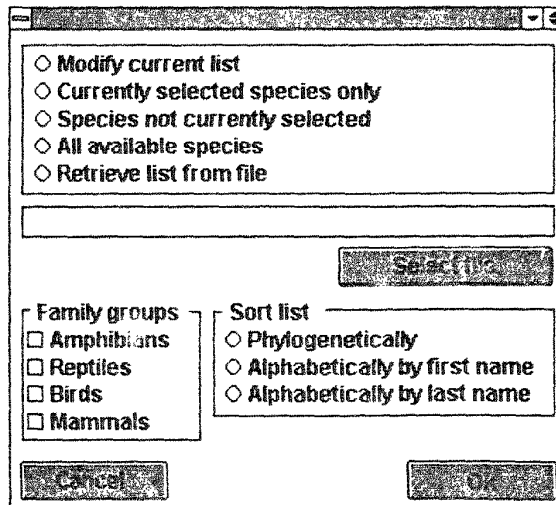 Modify current list
Currently selected species only
Species not currently selected
All available species
Retrieve list from file
Select file
Family groups
Amphibians
Reptiles
Birds
Mammals
Sort list
Phylogenetically
Alphabetically by first name
Alphabetically by last name
Cancel
OK